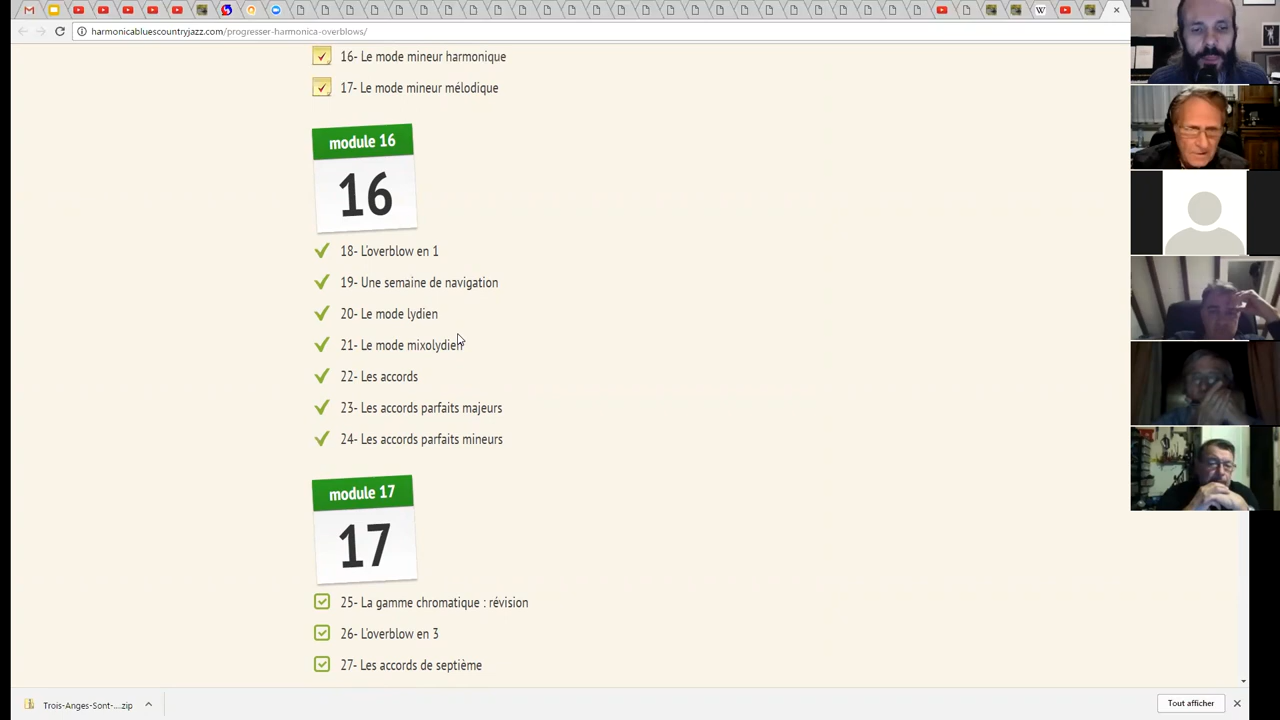 harmonicabluescountryjazz.com/progresser-harmonica-overblows/
16- Le mode mineur harmonique
17- Le mode mineur mélodique
module 16
16
18- L'overblow en 1
19- Une semaine de navigation
20- Le mode lydien
21- Le mode mixolydien
22- Les accords
23- Les accords parfaits majeurs
24- Les accords parfaits mineurs
module 17
17
25- La gamme chromatique : révision
26- L'overblow en 3
27- Les accords de septième
Trois-Anges-Sont-....zip
Tout afficher